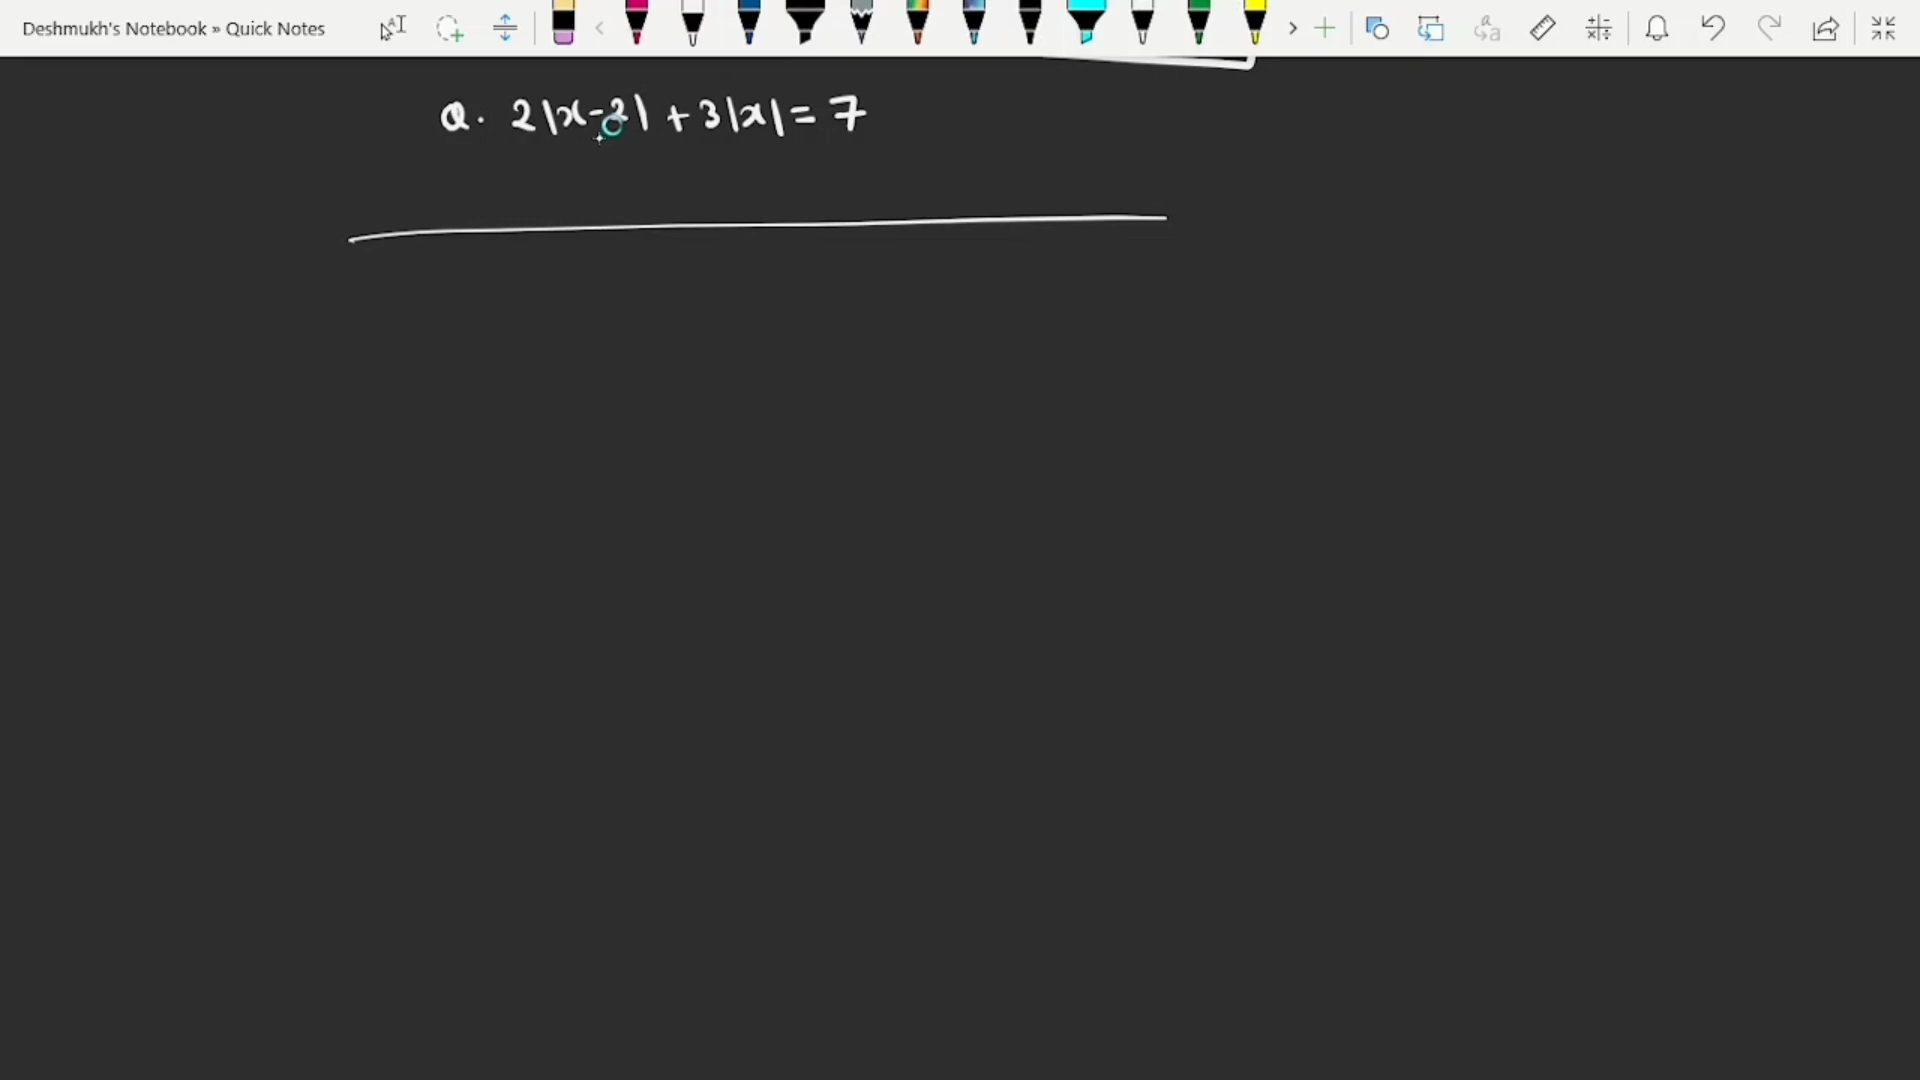 Deshmukh's Notebook » Quick Notes
Q. 2|x-2| + 3|x| = 7